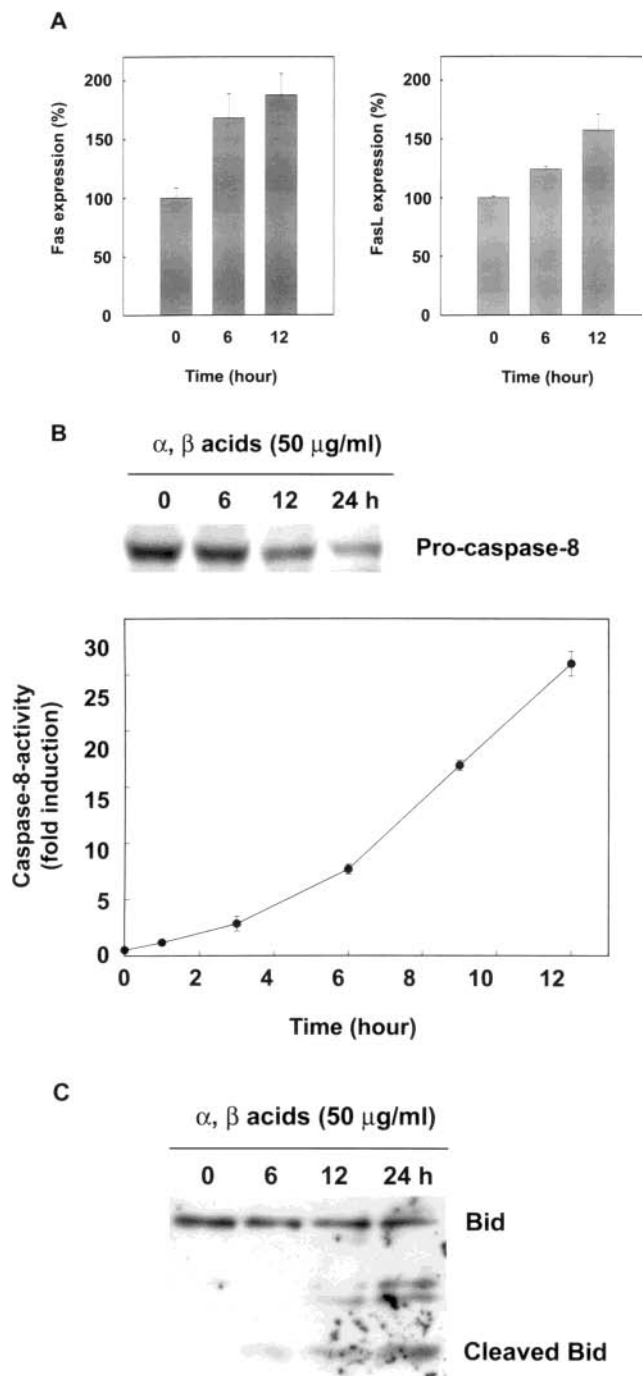 A
Fas expression (%)
200
150
100
50
0
0 6 12
Time (hour)
FasL expression (%)
200
150
100
50
0
0 6 12
Time (hour)
B
α, β acids (50 μg/ml)
0 6 12 24 h
Pro-caspase-8
Caspase-8-activity
(fold induction)
30
25
15
10
5
0
0 2 4 6 8 10 12
Time (hour)
C
α, β acids (50 μg/ml)
0 6 12 24 h
Bid
Cleaved Bid